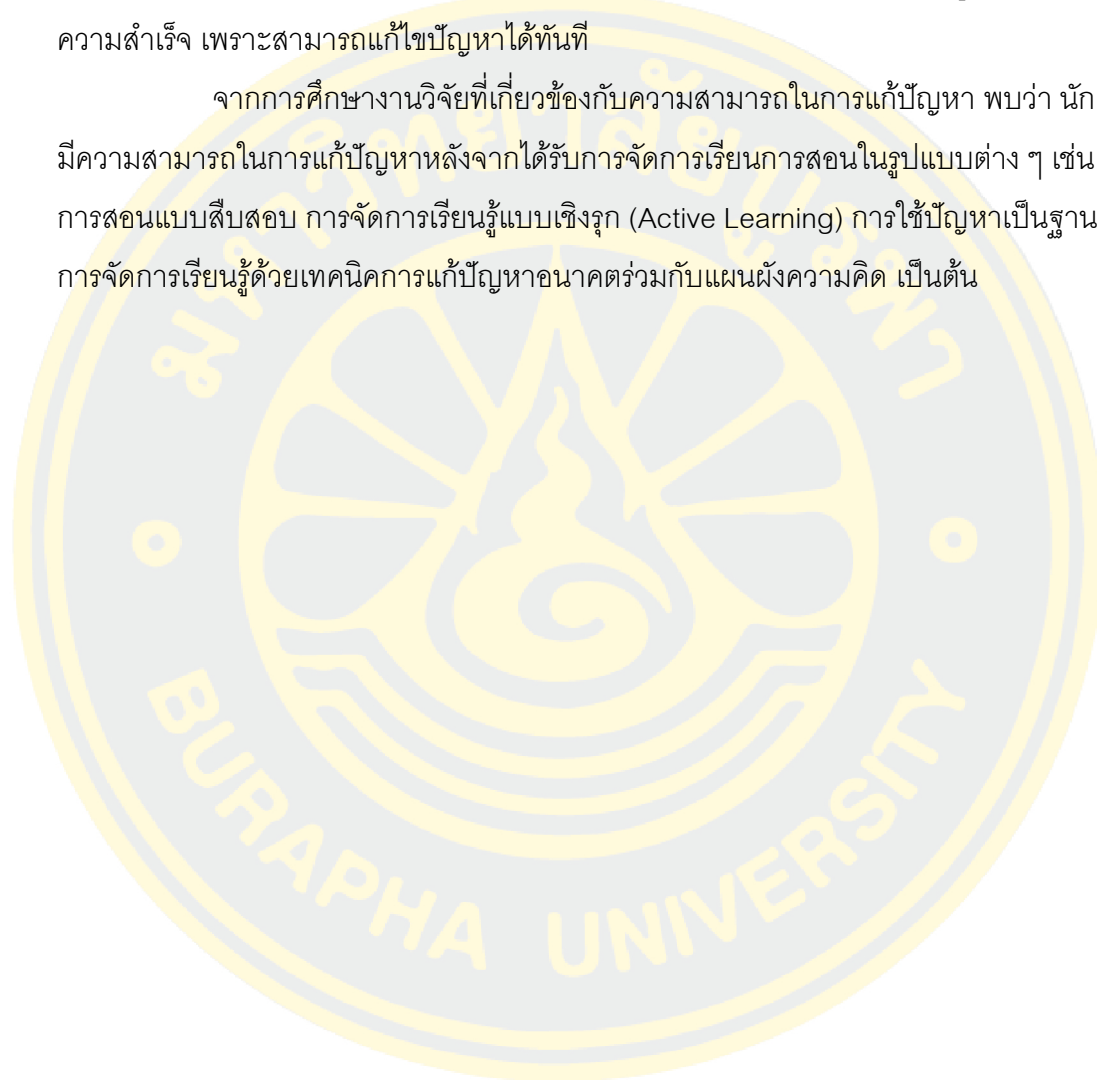 ความสำเร็จ เพราะสามารถแก้ไขปัญหาได้ทันที
จากการศึกษางานวิจัยที่เกี่ยวข้องกับความสามารถในการแก้ปัญหา พบว่า นัก
มีความสามารถในการแก้ปัญหาหลังจากได้รับการจัดการเรียนการสอนในรูปแบบต่าง ๆ เช่น
การสอนแบบสืบสอบ การจัดการเรียนรู้แบบเชิงรุก (Active Learning) การใช้ปัญหาเป็นฐาน
การจัดการเรียนรู้ด้วยเทคนิคการแก้ปัญหาอนาคตร่วมกับแผนผังความคิด เป็นต้น
มหาวิทยาลัยบูรพา
BURAPHA UNIVERSITY